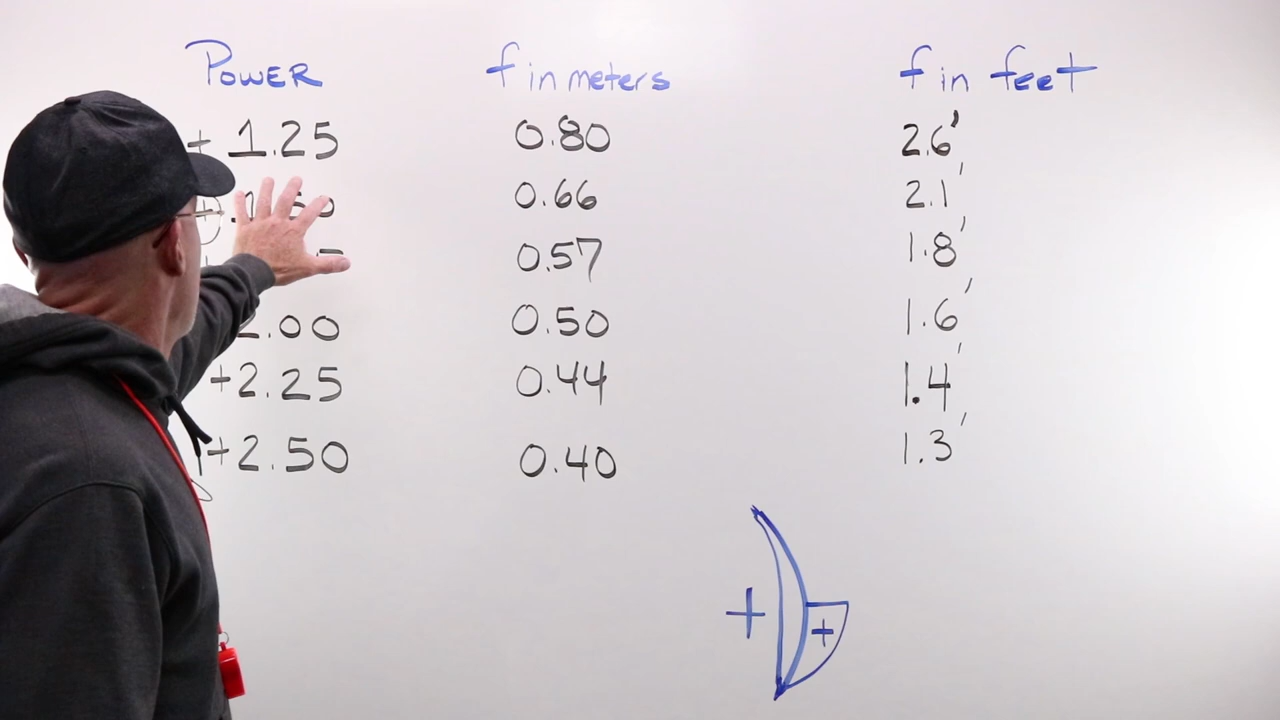 Power f in meters f in feet
+ 1.25 0.80 2.6'
0.66 2.1'
0.57 1.8'
2.00 0.50 1.6'
+2.25 0.44 1.4'
+2.50 0.40 1.3'
+ +